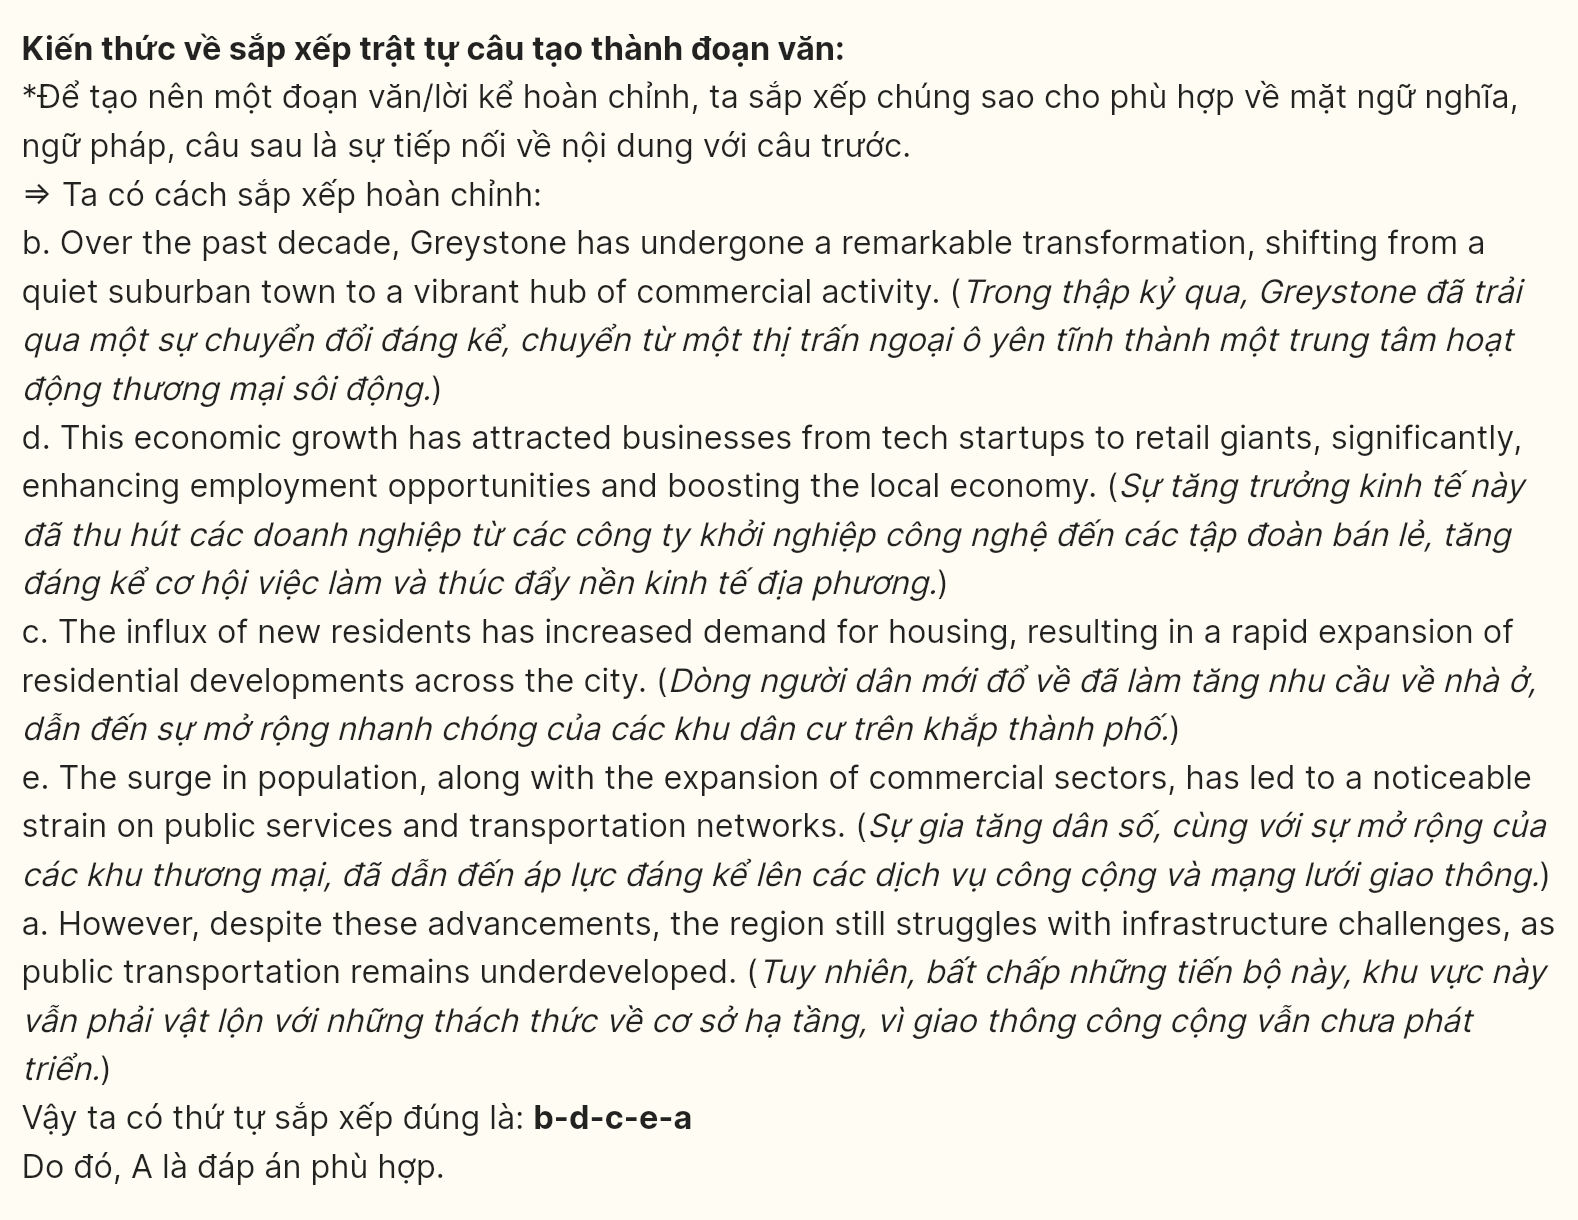 Kiến thức về sắp xếp trật tự câu tạo thành đoạn văn:
*Để tạo nên một đoạn văn/lời kể hoàn chỉnh, ta sắp xếp chúng sao cho phù hợp về mặt ngữ nghĩa,
ngữ pháp, câu sau là sự tiếp nối về nội dung với câu trước.
⇒ Ta có cách sắp xếp hoàn chỉnh:
b. Over the past decade, Greystone has undergone a remarkable transformation, shifting from a
quiet suburban town to a vibrant hub of commercial activity. (Trong thập kỷ qua, Greystone đã trải
qua một sự chuyển đổi đáng kể, chuyển từ một thị trấn ngoại ô yên tĩnh thành một trung tâm hoạt
động thương mại sôi động.)
d. This economic growth has attracted businesses from tech startups to retail giants, significantly,
enhancing employment opportunities and boosting the local economy. (Sự tăng trưởng kinh tế này
đã thu hút các doanh nghiệp từ các công ty khởi nghiệp công nghệ đến các tập đoàn bán lẻ, tăng
đáng kể cơ hội việc làm và thúc đẩy nền kinh tế địa phương.)
c. The influx of new residents has increased demand for housing, resulting in a rapid expansion of
residential developments across the city. (Dòng người dân mới đổ về đã làm tăng nhu cầu về nhà ở,
dẫn đến sự mở rộng nhanh chóng của các khu dân cư trên khắp thành phố.)
e. The surge in population, along with the expansion of commercial sectors, has led to a noticeable
strain on public services and transportation networks. (Sự gia tăng dân số, cùng với sự mở rộng của
các khu thương mại, đã dẫn đến áp lực đáng kể lên các dịch vụ công cộng và mạng lưới giao thông.)
a. However, despite these advancements, the region still struggles with infrastructure challenges, as
public transportation remains underdeveloped. (Tuy nhiên, bất chấp những tiến bộ này, khu vực này
vẫn phải vật lộn với những thách thức về cơ sở hạ tầng, vì giao thông công cộng vẫn chưa phát
triển.)
Vậy ta có thứ tự sắp xếp đúng là: b-d-c-e-a
Do đó, A là đáp án phù hợp.